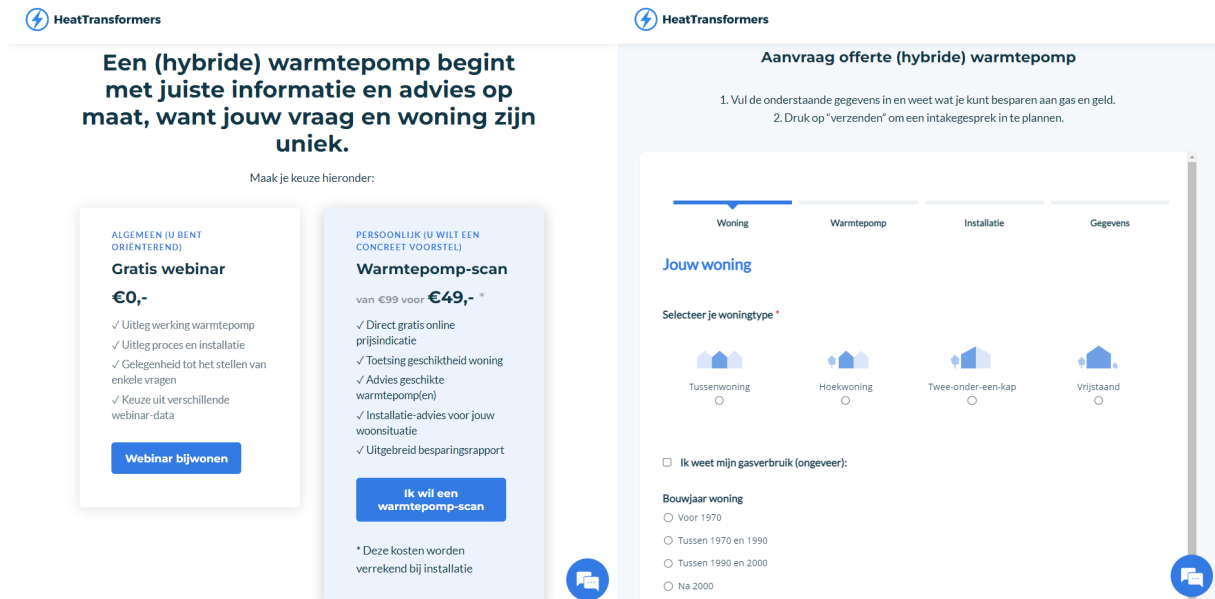 HeatTransformers
Een (hybride) warmtepomp begint
met juiste informatie en advies op
maat, want jouw vraag en woning zijn
uniek.
Maak je keuze hieronder:
ALGEMEEN (U BENT
ORIËNTEREND)
Gratis webinar
€0,-
✓ Uitleg werking warmtepomp
✓ Uitleg proces en installatie
✓ Gelegenheid tot het stellen van
enkele vragen
✓ Keuze uit verschillende
webinar-data
Webinar bijwonen
PERSOONLIJK (U WILT EEN
CONCREET VOORSTEL)
Warmtepomp-scan
van €99 voor €49,- *
✓ Direct gratis online
prijsindicatie
✓ Toetsing geschiktheid woning
✓ Advies geschikte
warmtepomp(en)
✓ Installatie-advies voor jouw
woonsituatie
✓ Uitgebreid besparingsrapport
Ik wil een
warmtepomp-scan
* Deze kosten worden
verrekend bij installatie
HeatTransformers
Aanvraag offerte (hybride) warmtepomp
1. Vul de onderstaande gegevens in en weet wat je kunt besparen aan gas en geld.
2. Druk op “verzenden” om een intakegesprek in te plannen.
Woning
Warmtepomp
Installatie
Gegevens
Jouw woning
Selecteer je woningtype *
Tussenwoning
Hoekwoning
Twee-onder-een-kap
Vrijstaand
Ik weet mijn gasverbruik (ongeveer):
Bouwjaar woning
Voor 1970
Tussen 1970 en 1990
Tussen 1990 en 2000
Na 2000